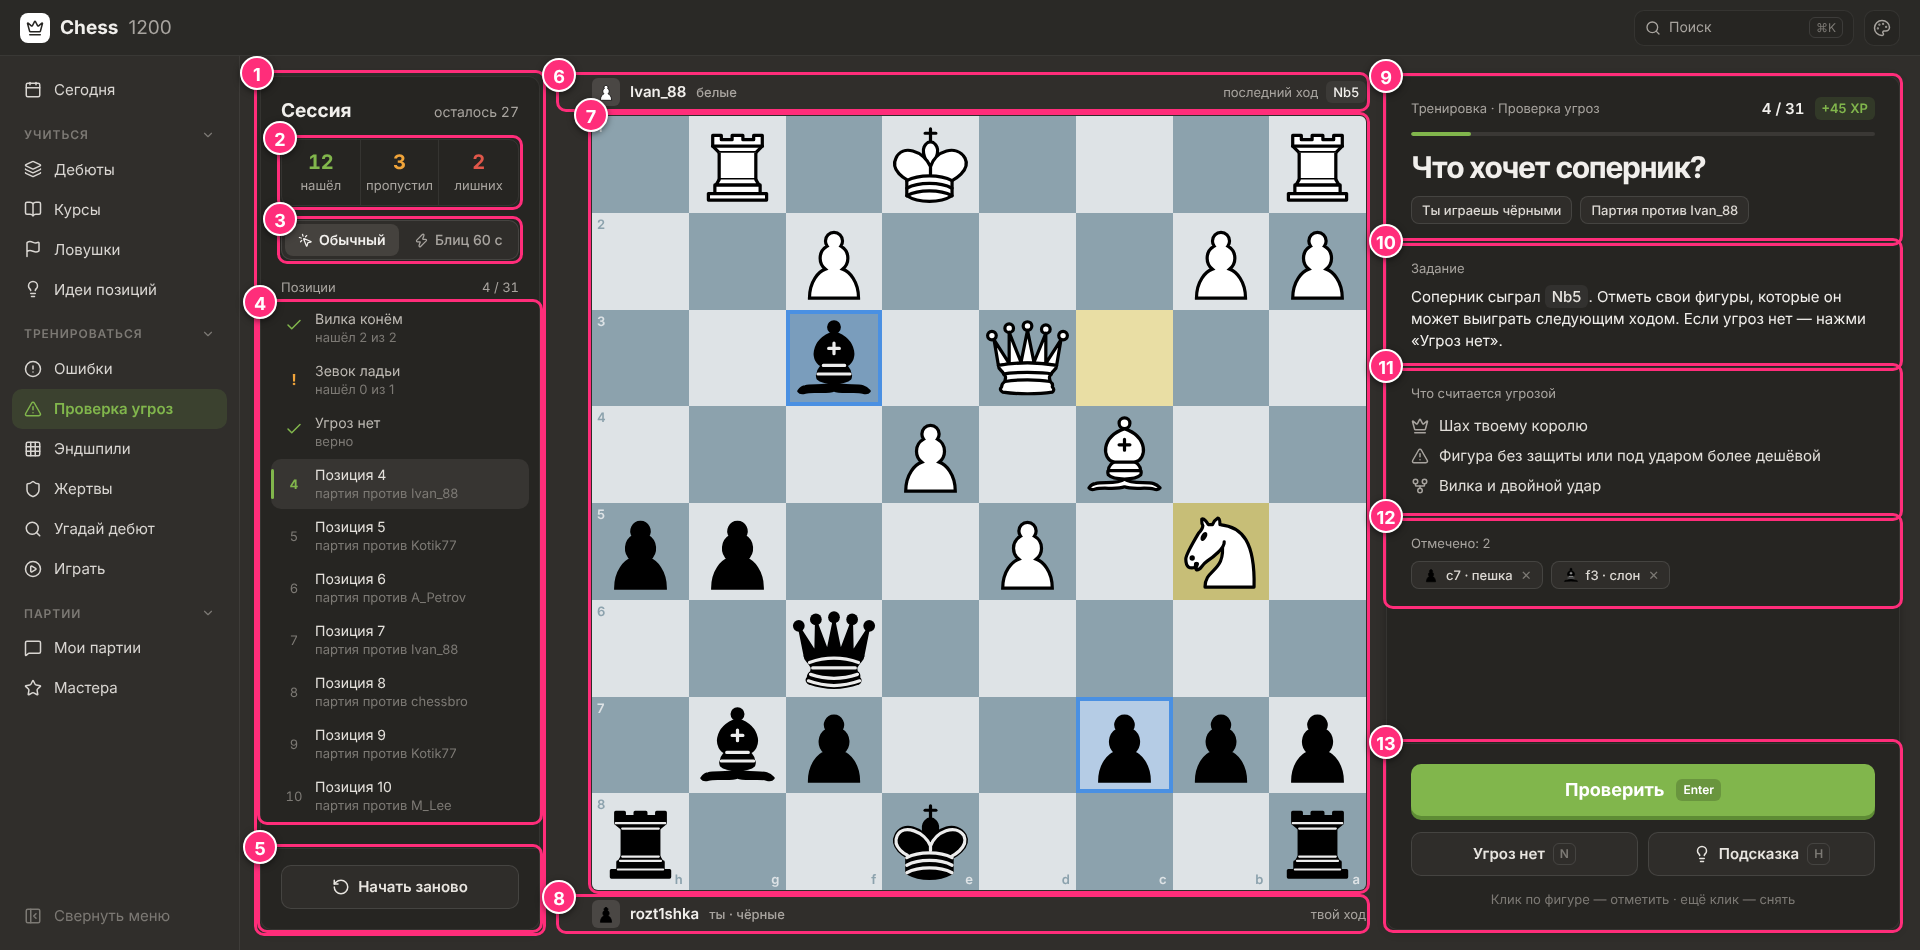 Chess 1200
Поиск ⌘K
Сегодня
УЧИТЬСЯ
Дебюты
Курсы
Ловушки
Идеи позиций
ТРЕНИРОВАТЬСЯ
Ошибки
Проверка угроз
Эндшпили
Жертвы
Угадай дебют
Играть
ПАРТИИ
Мои партии
Мастера
Свернуть меню
1
Сессия осталось 27
2
12 3 2
нашёл пропустил лишних
3
Обычный Блиц 60 с
Позиции 4 / 31
4
Вилка конём
нашёл 2 из 2
! Зевок ладьи
нашёл 0 из 1
Угроз нет
верно
4 Позиция 4
партия против Ivan_88
5 Позиция 5
партия против Kotik77
6 Позиция 6
партия против A_Petrov
7 Позиция 7
партия против Ivan_88
8 Позиция 8
партия против chessbro
9 Позиция 9
партия против Kotik77
10 Позиция 10
партия против M_Lee
5
Начать заново
6
Ivan_88 белые последний ход Nb5
7
2
3
4
5
6
7
8
h g f e d c b a
8
rozt1shka ты · чёрные твой ход
9
Тренировка · Проверка угроз 4 / 31 +45 XP
Что хочет соперник?
Ты играешь чёрными Партия против Ivan_88
10
Задание
Соперник сыграл Nb5 . Отметь свои фигуры, которые он
может выиграть следующим ходом. Если угроз нет — нажми
«Угроз нет».
11
Что считается угрозой
Шах твоему королю
Фигура без защиты или под ударом более дешёвой
Вилка и двойной удар
12
Отмечено: 2
c7 · пешка × f3 · слон ×
13
Проверить Enter
Угроз нет N Подсказка H
Клик по фигуре — отметить · ещё клик — снять